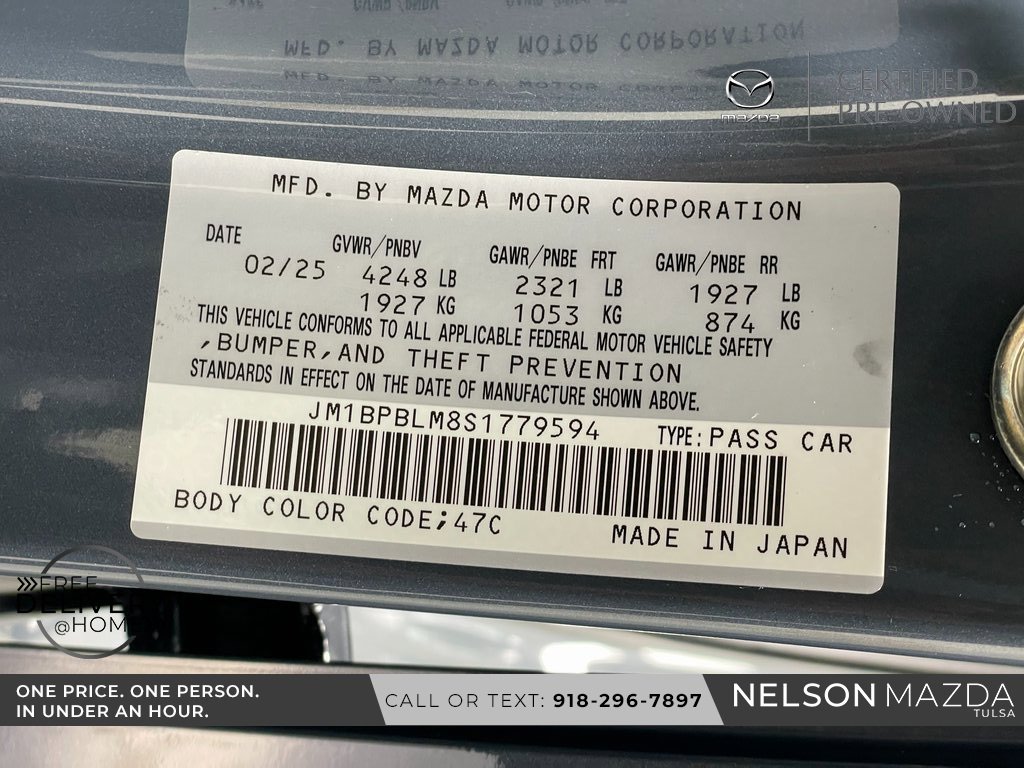 MFD. BY MAZDA MOTOR CORPORATION
mazda
CERTIFIED
PRE-OWNED
MFD. BY MAZDA MOTOR CORPORATION
DATE GVWR/PNBV GAWR/PNBE FRT GAWR/PNBE RR
02/25 4248 LB 2321 LB 1927 LB
1927 KG 1053 KG 874 KG
THIS VEHICLE CONFORMS TO ALL APPLICABLE FEDERAL MOTOR VEHICLE SAFETY
,BUMPER,AND THEFT PREVENTION
STANDARDS IN EFFECT ON THE DATE OF MANUFACTURE SHOWN ABOVE.
JM1BPBLM8S1779594 TYPE:PASS CAR
BODY COLOR CODE;47C MADE IN JAPAN
FREE
DELIVERY
@HOME
ONE PRICE. ONE PERSON.
IN UNDER AN HOUR.
CALL OR TEXT: 918-296-7897
NELSON MAZDA
TULSA